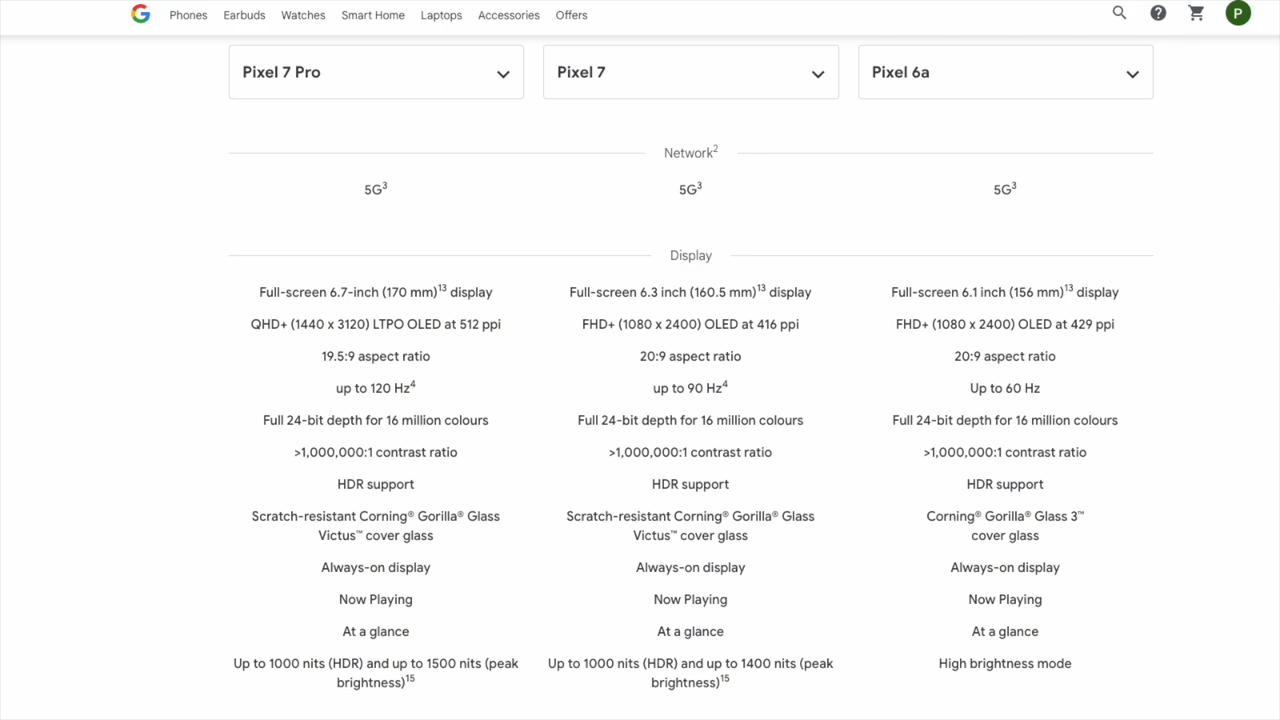 G Phones Earbuds Watches Smart Home Laptops Accessories Offers ? P
Pixel 7 Pro Pixel 7 Pixel 6a
Network²
5G³ 5G³ 5G³
Display
Full-screen 6.7-inch (170 mm)¹³ display Full-screen 6.3 inch (160.5 mm)¹³ display Full-screen 6.1 inch (156 mm)¹³ display
QHD+ (1440 x 3120) LTPO OLED at 512 ppi FHD+ (1080 x 2400) OLED at 416 ppi FHD+ (1080 x 2400) OLED at 429 ppi
19.5:9 aspect ratio 20:9 aspect ratio 20:9 aspect ratio
up to 120 Hz⁴ up to 90 Hz⁴ Up to 60 Hz
Full 24-bit depth for 16 million colours Full 24-bit depth for 16 million colours Full 24-bit depth for 16 million colours
>1,000,000:1 contrast ratio >1,000,000:1 contrast ratio >1,000,000:1 contrast ratio
HDR support HDR support HDR support
Scratch-resistant Corning® Gorilla® Glass Scratch-resistant Corning® Gorilla® Glass Corning® Gorilla® Glass 3™
Victus™ cover glass Victus™ cover glass cover glass
Always-on display Always-on display Always-on display
Now Playing Now Playing Now Playing
At a glance At a glance At a glance
Up to 1000 nits (HDR) and up to 1500 nits (peak Up to 1000 nits (HDR) and up to 1400 nits (peak High brightness mode
brightness)¹⁵ brightness)¹⁵